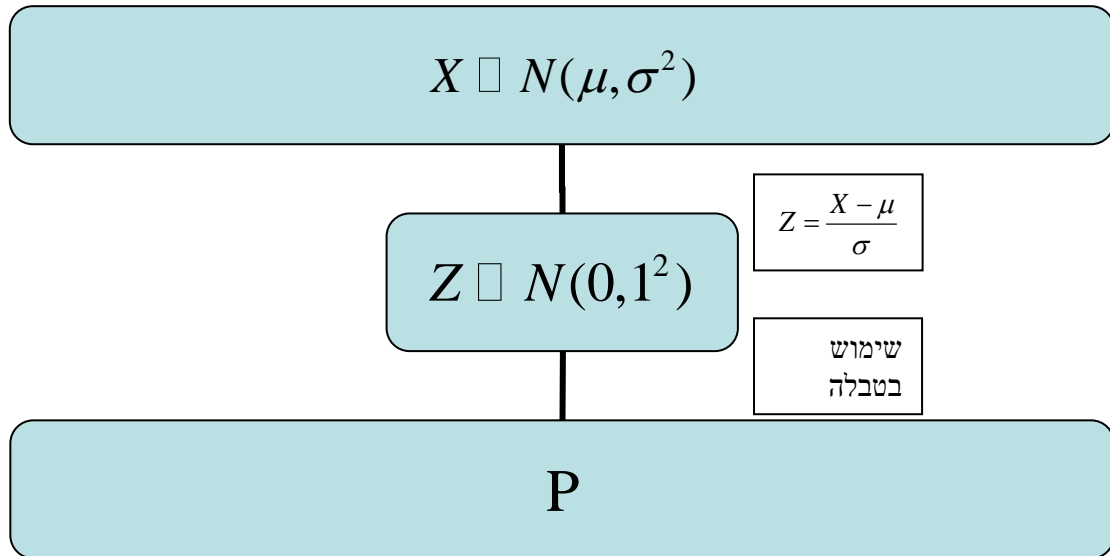 X □ N(μ,σ²)
Z = (X − μ) / σ
Z □ N(0,1²)
שימוש
בטבלה
P